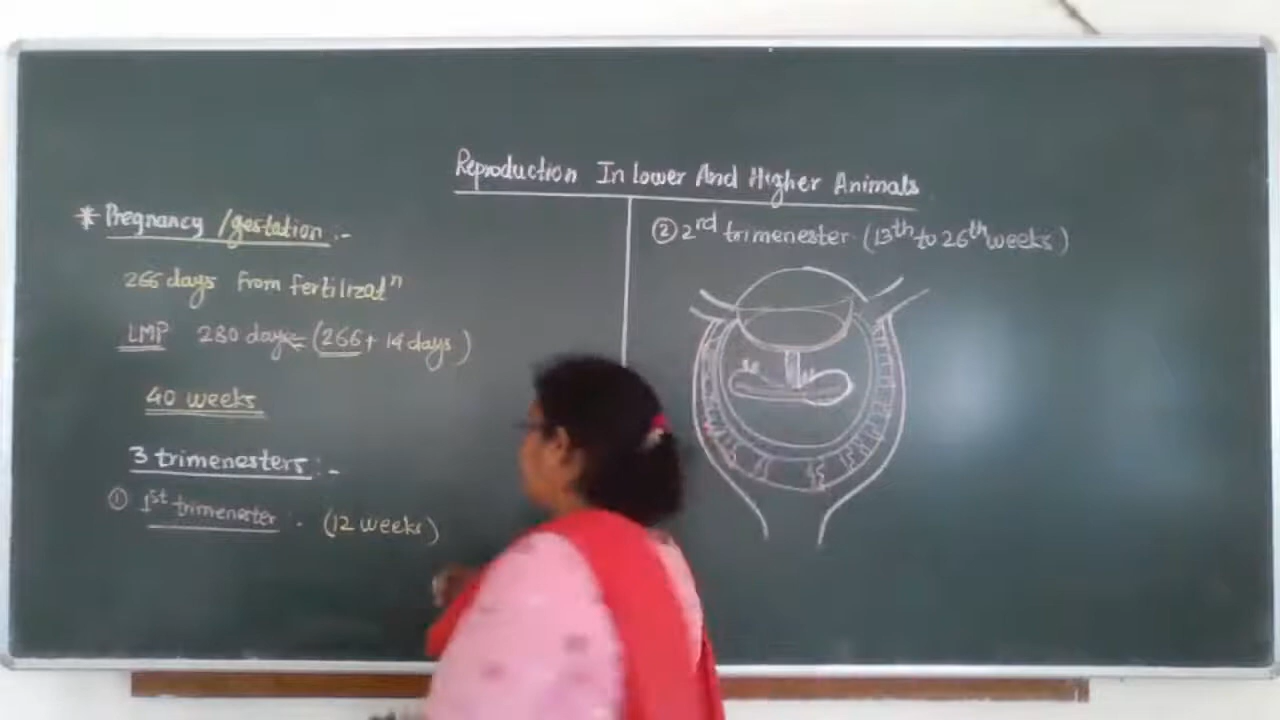 Reproduction In Lower And Higher Animals
* Pregnancy /gestation :-
266 days from fertilizatⁿ
LMP 280 days = (266 + 14 days)
40 weeks
3 trimenesters :-
① 1st trimenester :- (12 weeks)
② 2rd trimenester (13th to 26th weeks)